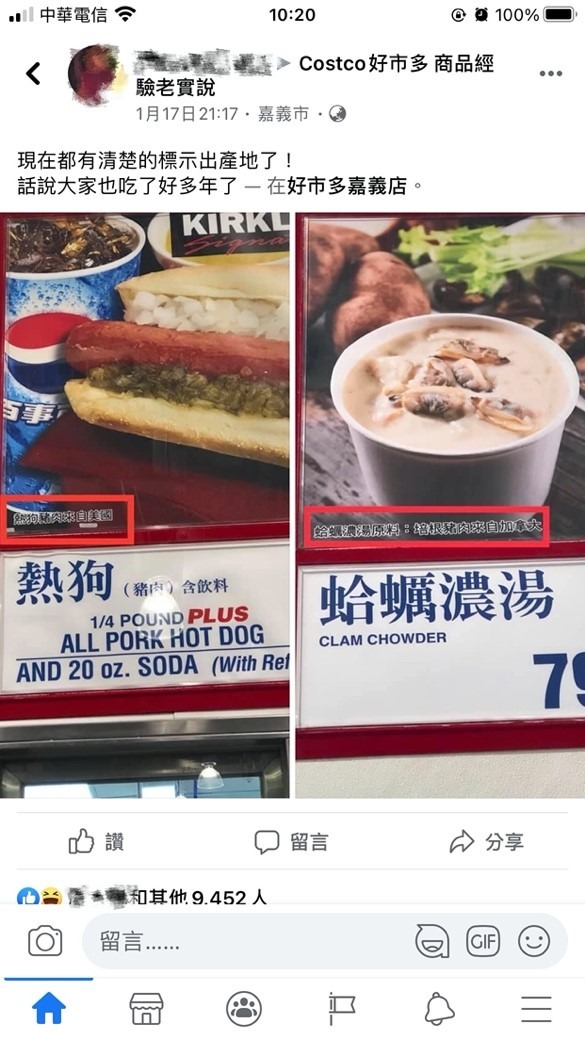 中華電信
10:20
100%
Costco好市多 商品經
驗老實說
1月17日21:17 · 嘉義市 ·
現在都有清楚的標示出產地了！
話說大家也吃了好多年了 — 在好市多嘉義店。
KIRKL
Signa
百事
熱狗豬肉來自美國
熱狗（豬肉）含飲料
1/4 POUND PLUS
ALL PORK HOT DOG
AND 20 oz. SODA (With Ref
蛤蠣濃湯原料：培根豬肉來自加拿大
蛤蠣濃湯
CLAM CHOWDER
79
讚
留言
分享
和其他 9,452 人
留言……
GIF